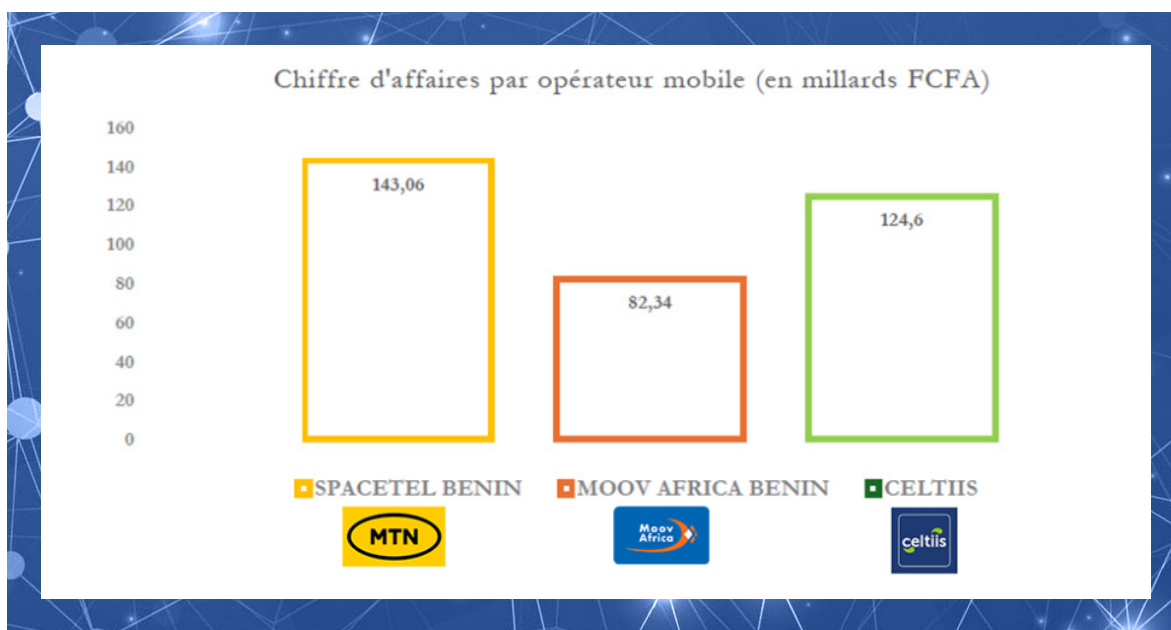 Chiffre d'affaires par opérateur mobile (en millards FCFA)
160
140
120
100
80
60
40
20
0
143,06
82,34
124,6
SPACETEL BENIN
MOOV AFRICA BENIN
CELTIIS
MTN
Moov
Africa
celtiis